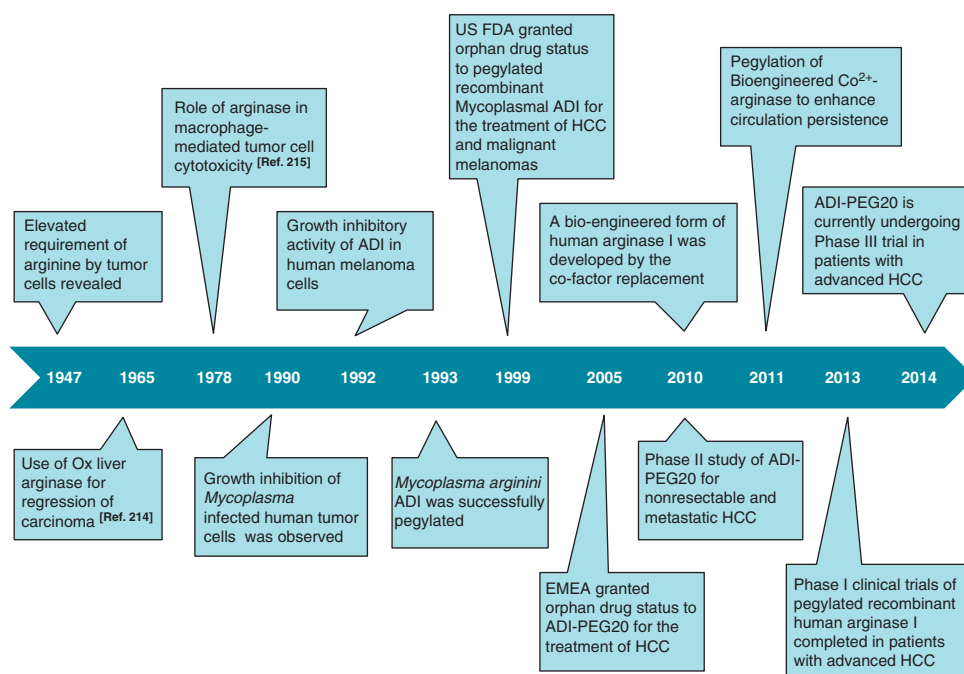 US FDA granted
orphan drug status
to pegylated
recombinant
Mycoplasmal ADI for
the treatment of HCC
and malignant
melanomas
Pegylation of
Bioengineered Co²⁺-
arginase to enhance
circulation persistence
Role of arginase in
macrophage-
mediated tumor cell
cytotoxicity [Ref. 215]
Elevated
requirement of
arginine by tumor
cells revealed
Growth inhibitory
activity of ADI in
human melanoma
cells
A bio-engineered form of
human arginase I was
developed by the
co-factor replacement
ADI-PEG20 is
currently undergoing
Phase III trial in
patients with
advanced HCC
1947 1965 1978 1990 1992 1993 1999 2005 2010 2011 2013 2014
Use of Ox liver
arginase for
regression of
carcinoma [Ref. 214]
Growth inhibition of
Mycoplasma
infected human tumor
cells was observed
Mycoplasma arginini
ADI was successfully
pegylated
Phase II study of ADI-
PEG20 for
nonresectable and
metastatic HCC
EMEA granted
orphan drug status to
ADI-PEG20 for the
treatment of HCC
Phase I clinical trials of
pegylated recombinant
human arginase I
completed in patients
with advanced HCC